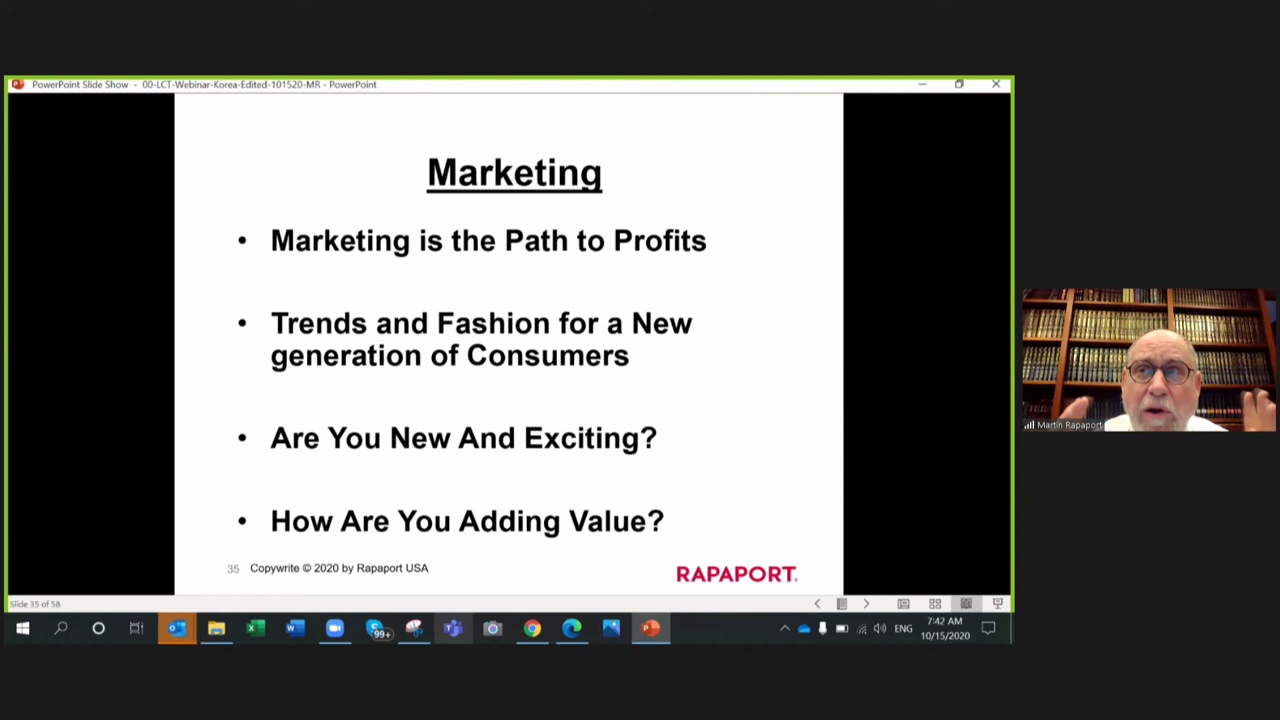 PowerPoint Slide Show - 00-LCT-Webinar-Korea-Edited-101520-MR - PowerPoint
Marketing
• Marketing is the Path to Profits
• Trends and Fashion for a New
generation of Consumers
• Are You New And Exciting?
• How Are You Adding Value?
35 Copywrite © 2020 by Rapaport USA
RAPAPORT.
Martin Rapaport
Slide 35 of 58
99+
ENG
7:42 AM
10/15/2020